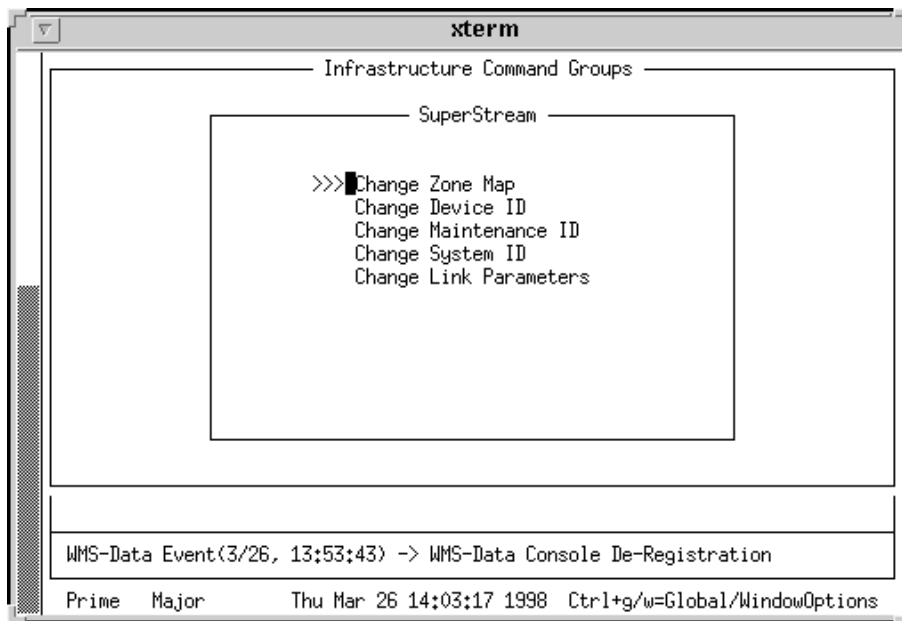 xterm
Infrastructure Command Groups
SuperStream
>>>Change Zone Map
Change Device ID
Change Maintenance ID
Change System ID
Change Link Parameters
WMS-Data Event(3/26, 13:53:43) -> WMS-Data Console De-Registration
Prime Major Thu Mar 26 14:03:17 1998 Ctrl+g/w=Global/WindowOptions